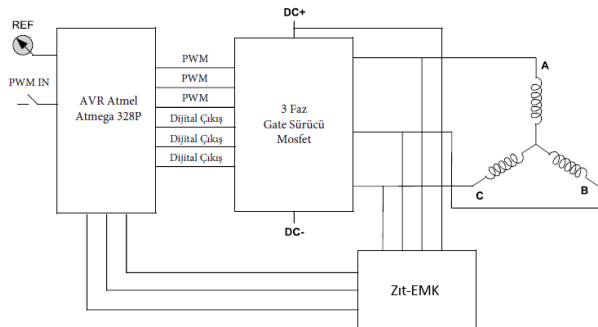 REF
PWM IN
AVR Atmel
Atmega 328P
PWM
PWM
PWM
Dijital Çıkış
Dijital Çıkış
Dijital Çıkış
DC+
3 Faz
Gate Sürücü
Mosfet
DC-
A
C
B
Zıt-EMK